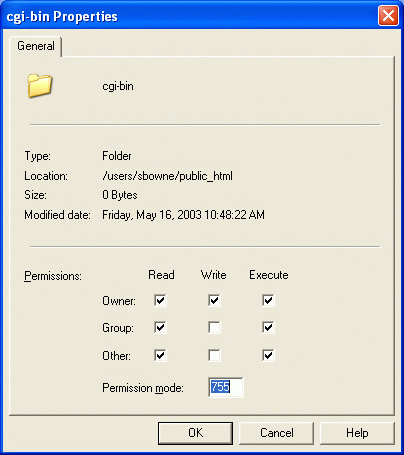 cgi-bin Properties
General
cgi-bin
Type: Folder
Location: /users/sbowne/public_html
Size: 0 Bytes
Modified date: Friday, May 16, 2003 10:48:22 AM
Permissions: Read Write Execute
Owner:
Group:
Other:
Permission mode: 755
OK Cancel Help